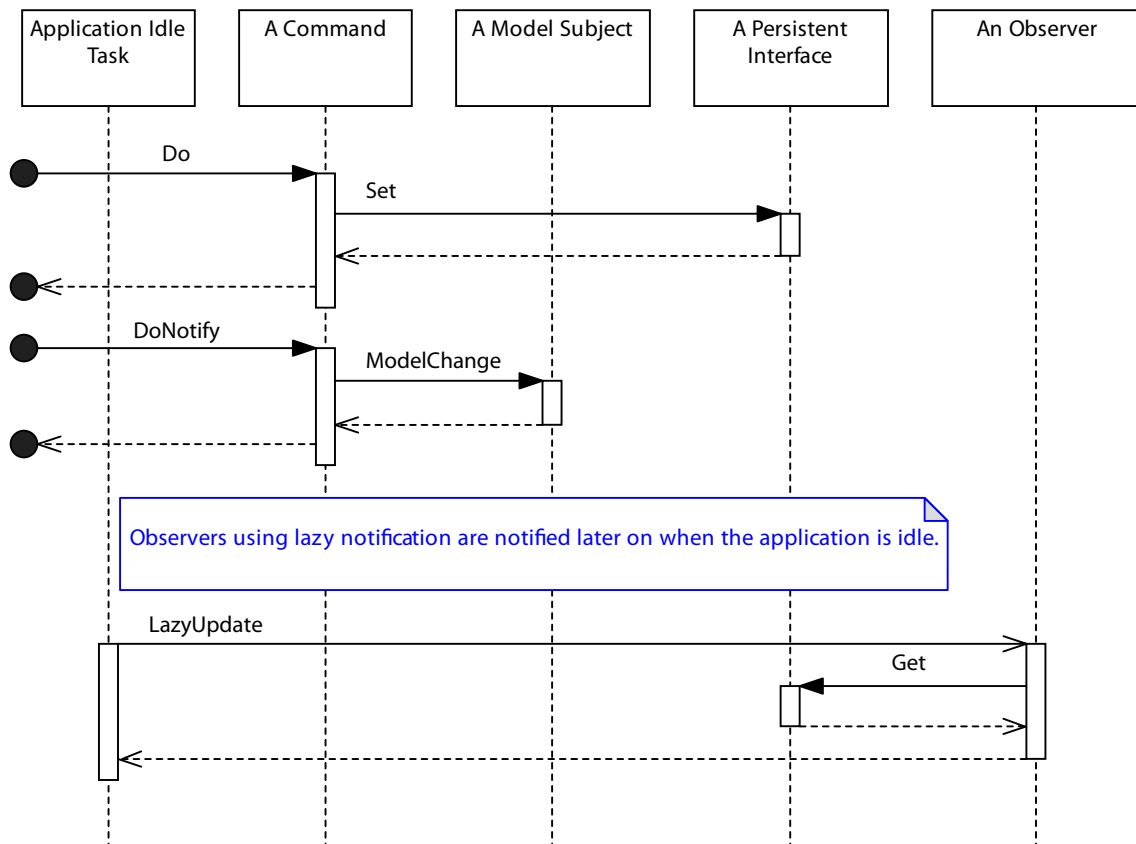 Application Idle
Task
A Command
A Model Subject
A Persistent
Interface
An Observer
Do
Set
DoNotify
ModelChange
Observers using lazy notification are notified later on when the application is idle.
LazyUpdate
Get